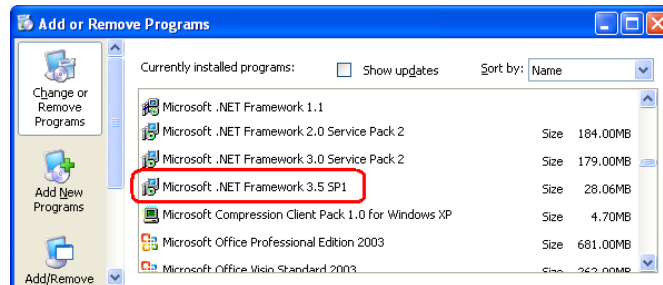 Add or Remove Programs
Change or
Remove
Programs
Add New
Programs
Add/Remove
Currently installed programs:
Show updates
Sort by:
Name
Microsoft .NET Framework 1.1
Microsoft .NET Framework 2.0 Service Pack 2
Size 184.00MB
Microsoft .NET Framework 3.0 Service Pack 2
Size 179.00MB
Microsoft .NET Framework 3.5 SP1
Size 28.06MB
Microsoft Compression Client Pack 1.0 for Windows XP
Size 4.70MB
Microsoft Office Professional Edition 2003
Size 681.00MB
Microsoft Office Visio Standard 2003
Size 262.00MB